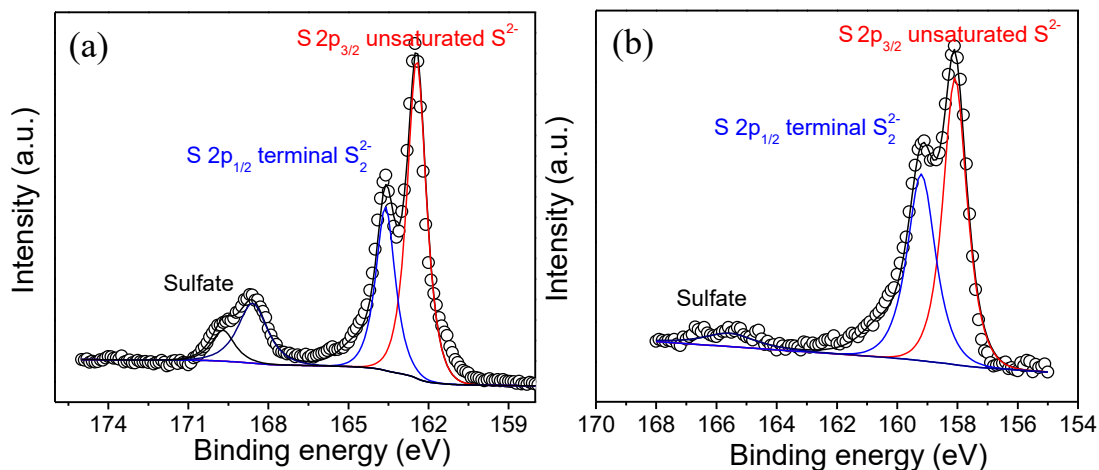 (a)
S 2p3/2 unsaturated S2-
S 2p1/2 terminal S22-
Sulfate
Intensity (a.u.)
174 171 168 165 162 159
Binding energy (eV)
(b)
S 2p3/2 unsaturated S2-
S 2p1/2 terminal S22-
Sulfate
Intensity (a.u.)
170 168 166 164 162 160 158 156 154
Binding energy (eV)